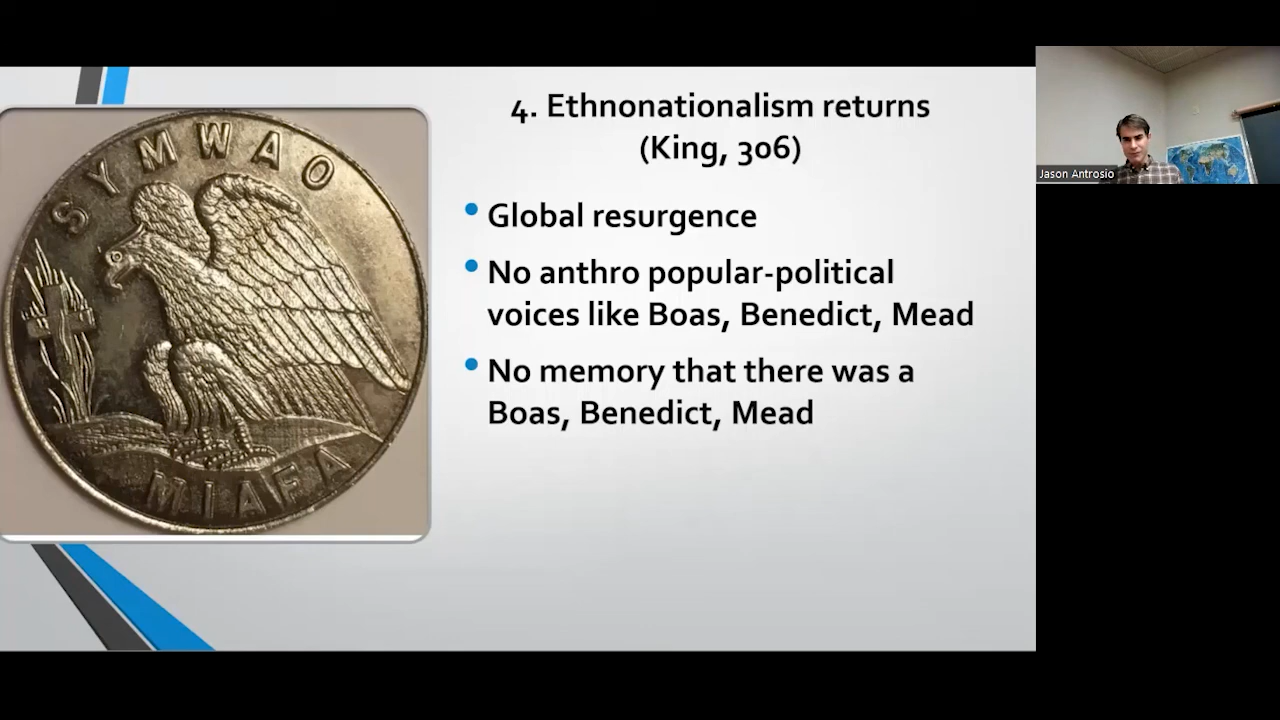 SYMWAO
MIAFA
4. Ethnonationalism returns
(King, 306)
• Global resurgence
• No anthro popular-political
voices like Boas, Benedict, Mead
• No memory that there was a
Boas, Benedict, Mead
Jason Antrosio